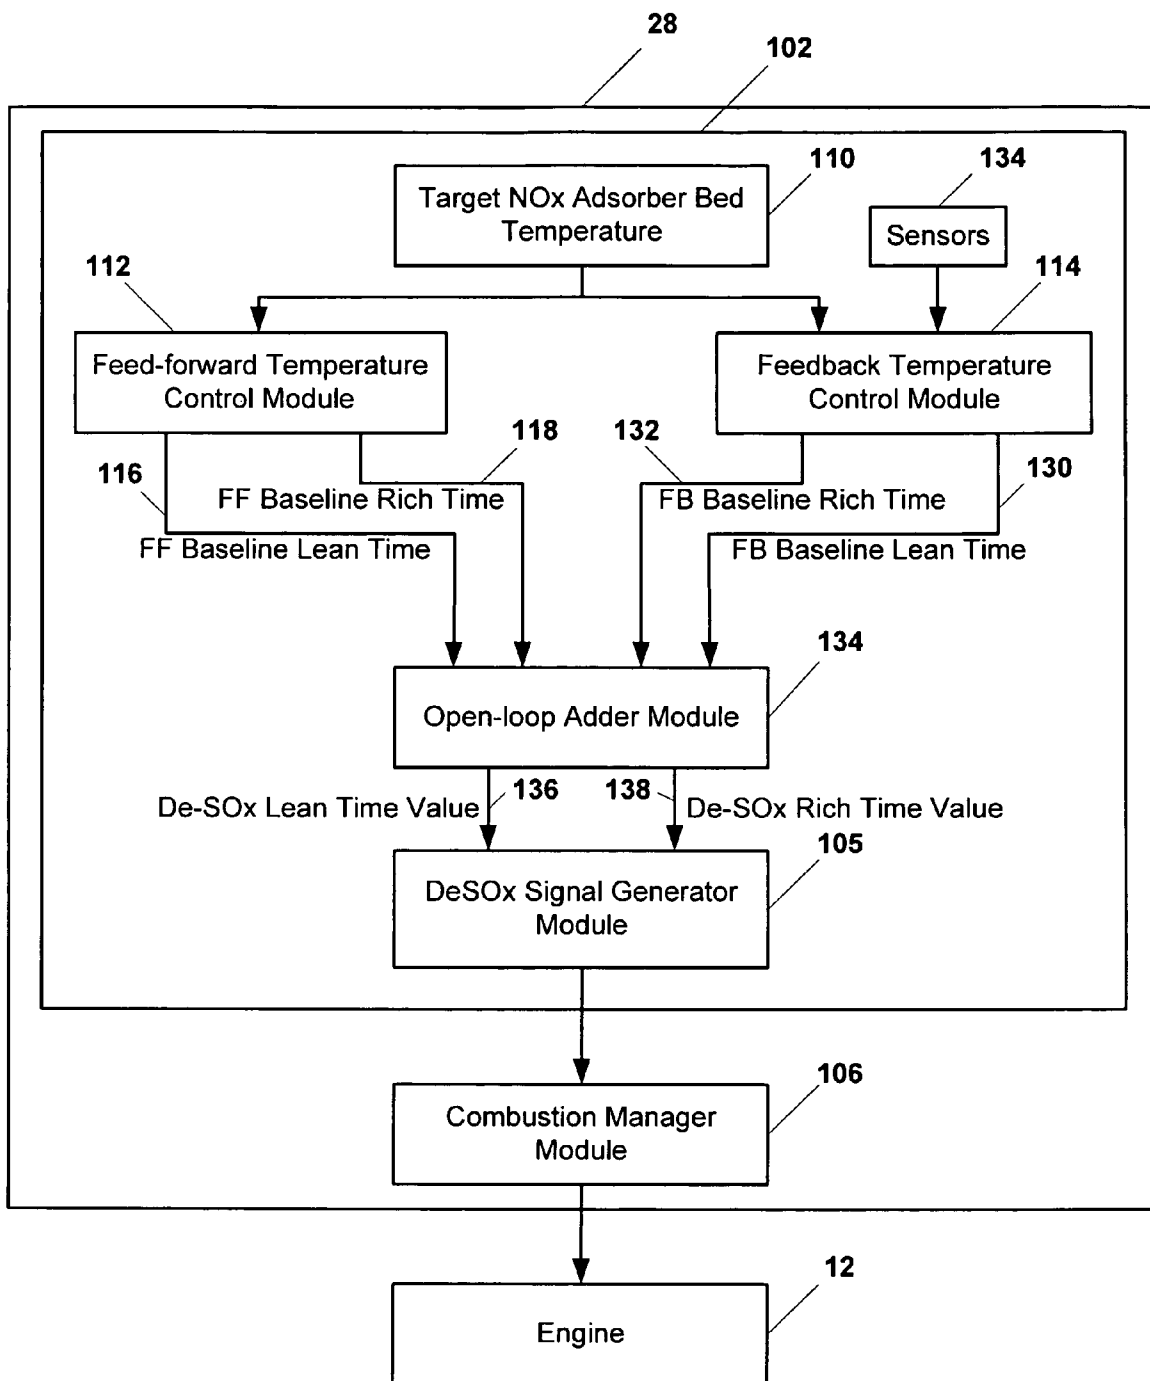 28
102
110
Target NOx Adsorber Bed
Temperature
134
Sensors
112
Feed-forward Temperature
Control Module
114
Feedback Temperature
Control Module
116
118
132
130
FF Baseline Rich Time
FB Baseline Rich Time
FF Baseline Lean Time
FB Baseline Lean Time
134
Open-loop Adder Module
136
138
De-SOx Lean Time Value
De-SOx Rich Time Value
105
DeSOx Signal Generator
Module
106
Combustion Manager
Module
12
Engine